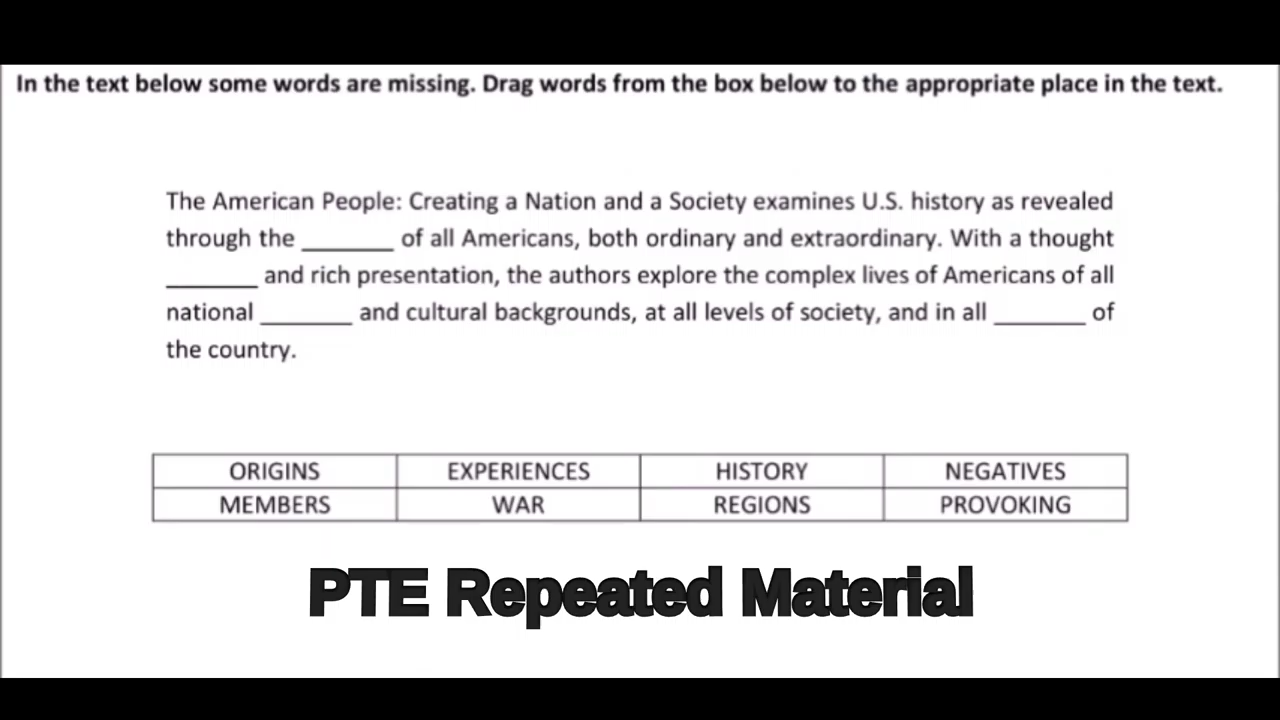 In the text below some words are missing. Drag words from the box below to the appropriate place in the text.
The American People: Creating a Nation and a Society examines U.S. history as revealed
through the _______ of all Americans, both ordinary and extraordinary. With a thought
_______ and rich presentation, the authors explore the complex lives of Americans of all
national _______ and cultural backgrounds, at all levels of society, and in all _______ of
the country.
ORIGINS EXPERIENCES HISTORY NEGATIVES
MEMBERS WAR REGIONS PROVOKING
PTE Repeated Material